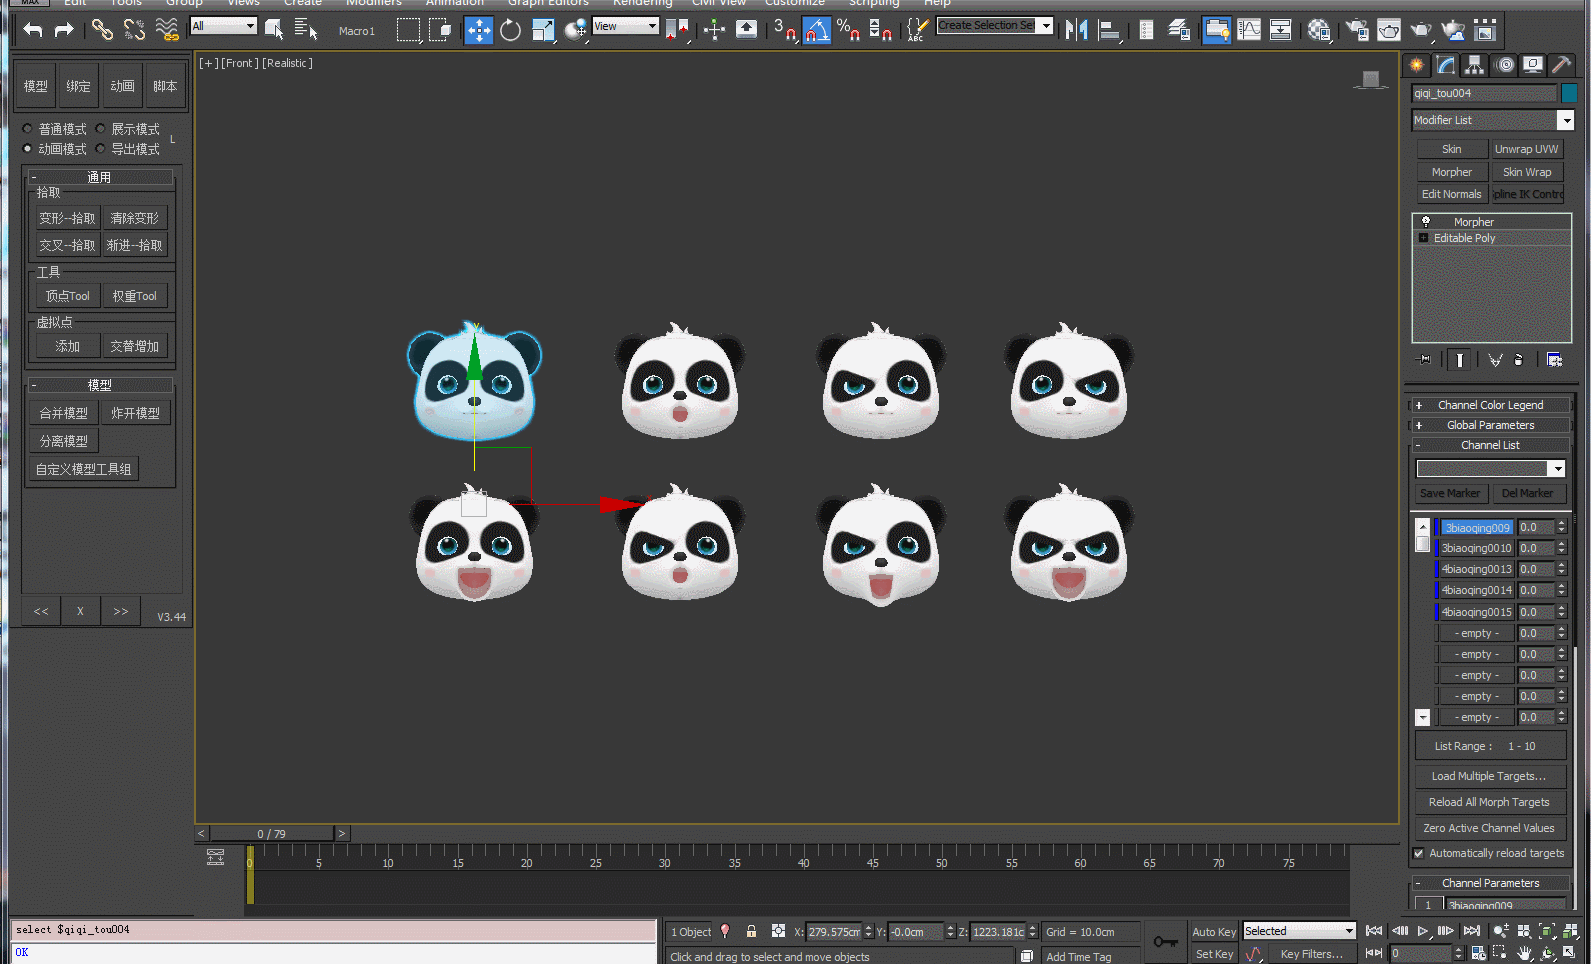 MAX Edit Tools Group Views Create Modifiers Animation Graph Editors Rendering Civil View Customize Scripting Help
All Macro1 View 3 % ABC Create Selection Se
[+] [Front] [Realistic]
模型 绑定 动画 脚本
普通模式 展示模式
动画模式 导出模式 L
- 通用
拾取
变形--拾取 清除变形
交叉--拾取 渐进--拾取
工具
顶点Tool 权重Tool
虚拟点
添加 交替增加
- 模型
合并模型 炸开模型
分离模型
自定义模型工具组
<< X >> V3.44
y
qiqi_tou004
Modifier List
Skin Unwrap UVW
Morpher Skin Wrap
Edit Normals pline IK Contro
Morpher
+ Editable Poly
+ Channel Color Legend
+ Global Parameters
- Channel List
Save Marker Del Marker
3biaoqing009 0.0
3biaoqing0010 0.0
4biaoqing0013 0.0
4biaoqing0014 0.0
4biaoqing0015 0.0
- empty - 0.0
- empty - 0.0
- empty - 0.0
- empty - 0.0
- empty - 0.0
List Range : 1 - 10
Load Multiple Targets...
Reload All Morph Targets
Zero Active Channel Values
Automatically reload targets
- Channel Parameters
1 3biaoqing009
< 0 / 79 >
0 5 10 15 20 25 30 35 40 45 50 55 60 65 70 75
select $qiqi_tou004
OK
1 Object X: 279.575cm Y: -0.0cm Z: 1223.181c Grid = 10.0cm
Click and drag to select and move objects Add Time Tag
Auto Key Selected
Set Key Key Filters... 0